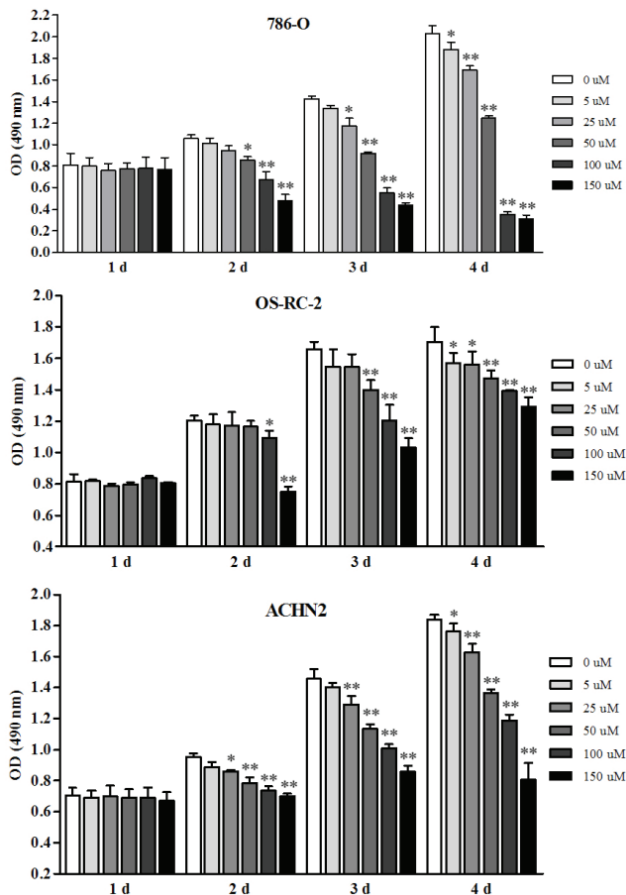 786-O
OD (490 nm)
2.2
2.0
1.8
1.6
1.4
1.2
1.0
0.8
0.6
0.4
0.2
0.0
* ** **
* ** ** **
* ** ** ** **
1 d 2 d 3 d 4 d
0 uM
5 uM
25 uM
50 uM
100 uM
150 uM
OS-RC-2
OD (490 nm)
2.0
1.8
1.6
1.4
1.2
1.0
0.8
0.6
0.4
* **
** ** **
* * ** ** **
1 d 2 d 3 d 4 d
0 uM
5 uM
25 uM
50 uM
100 uM
150 uM
ACHN2
OD (490 nm)
2.0
1.8
1.6
1.4
1.2
1.0
0.8
0.6
0.4
0.2
* ** ** **
** ** ** **
* ** ** ** **
1 d 2 d 3 d 4 d
0 uM
5 uM
25 uM
50 uM
100 uM
150 uM